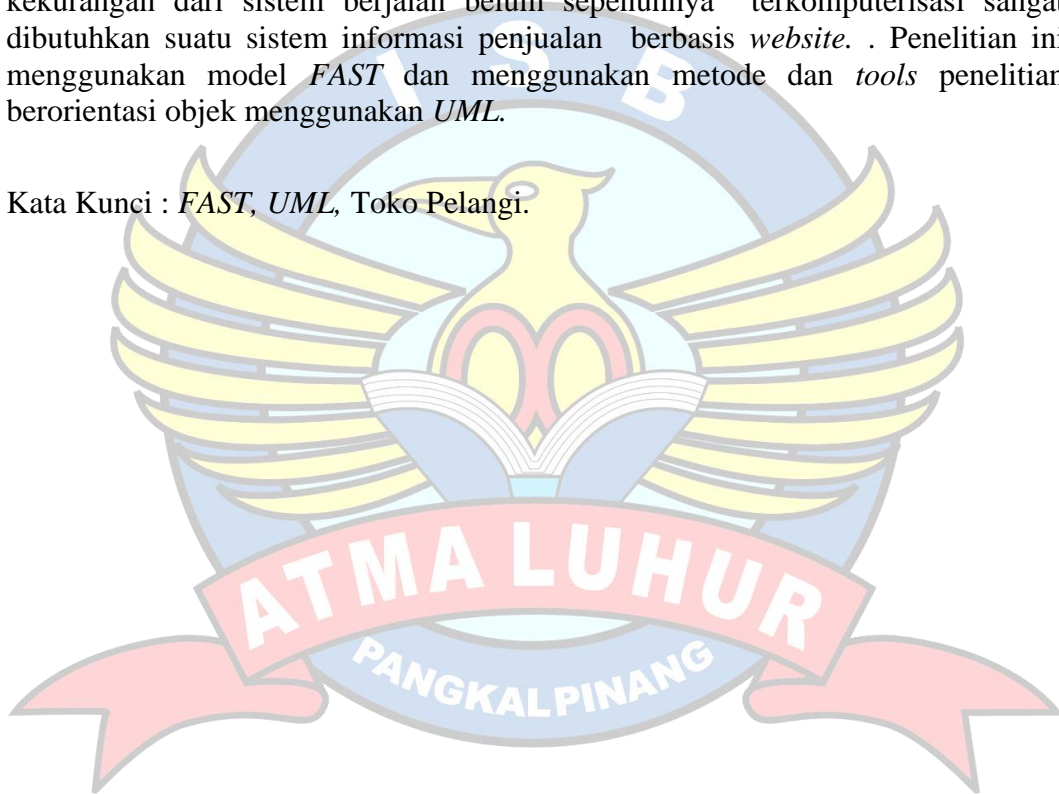 kekurangan dari sistem berjalan belum sepenuhnya terkomputerisasi sangat
dibutuhkan suatu sistem informasi penjualan berbasis website. . Penelitian ini
menggunakan model FAST dan menggunakan metode dan tools penelitian
berorientasi objek menggunakan UML.
Kata Kunci : FAST, UML, Toko Pelangi.
I S B
ATMA LUHUR
PANGKALPINANG